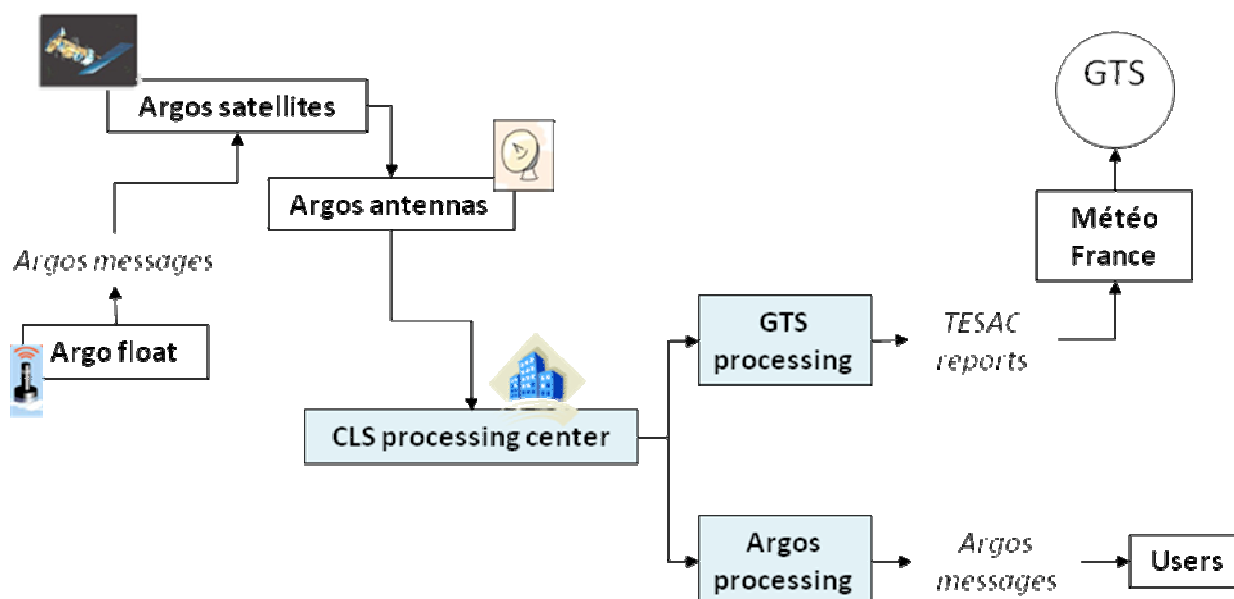 Argos satellites
GTS
Argos antennas
Météo
France
Argos messages
Argo float
GTS
processing
TESAC
reports
CLS processing center
Argos
processing
Argos
messages
Users